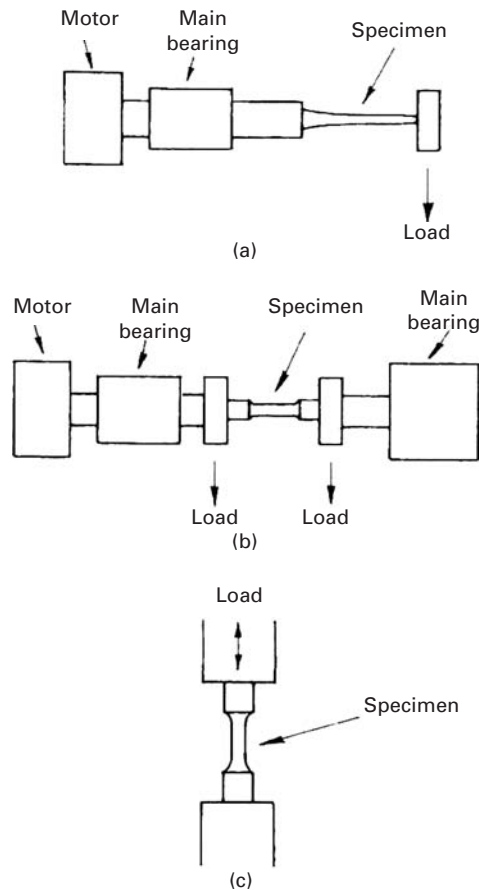 Motor
Main
bearing
Specimen
Load
(a)
Motor
Main
bearing
Specimen
Main
bearing
Load
Load
(b)
Load
Specimen
(c)